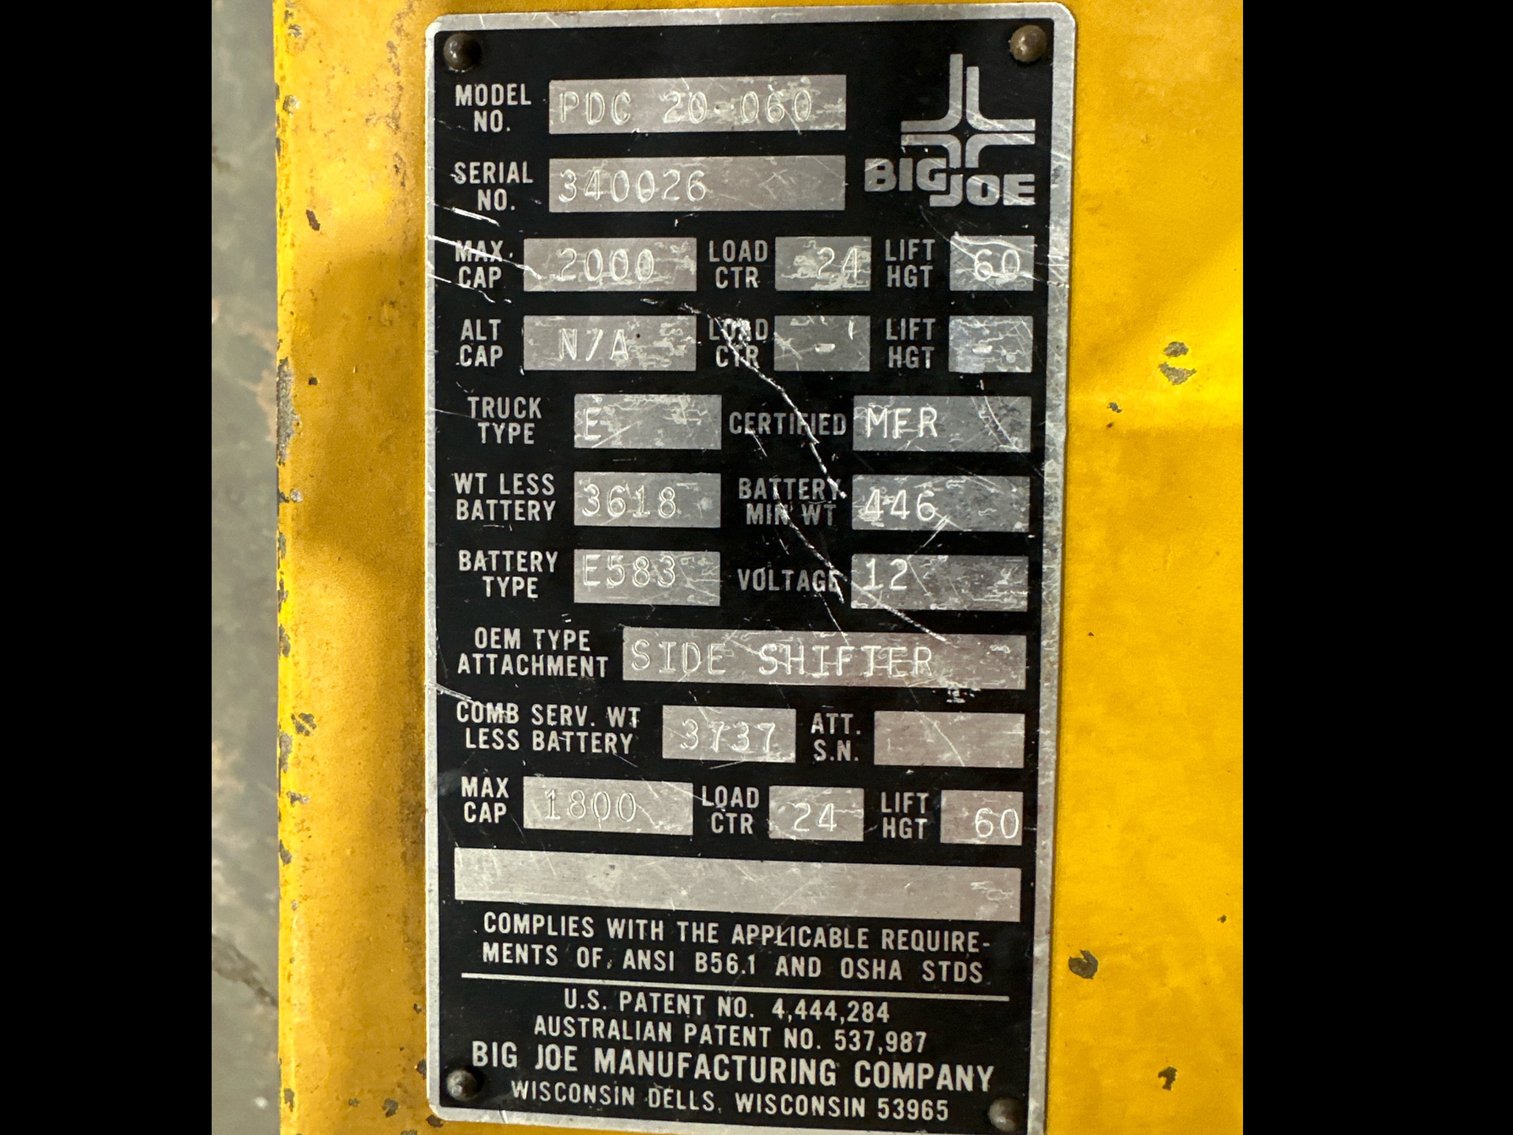 MODEL NO. PDC 20-060
BIG JOE
SERIAL NO. 340026
MAX CAP 2000 LOAD CTR 24 LIFT HGT 60
ALT CAP N/A LOAD CTR - LIFT HGT -
TRUCK TYPE E CERTIFIED MFR
WT LESS BATTERY 3618 BATTERY MIN WT 446
BATTERY TYPE E583 VOLTAGE 12
OEM TYPE ATTACHMENT SIDE SHIFTER
COMB SERV. WT LESS BATTERY 3737 ATT. S.N.
MAX CAP 1800 LOAD CTR 24 LIFT HGT 60
COMPLIES WITH THE APPLICABLE REQUIRE-
MENTS OF ANSI B56.1 AND OSHA STDS
U.S. PATENT NO. 4,444,284
AUSTRALIAN PATENT NO. 537,987
BIG JOE MANUFACTURING COMPANY
WISCONSIN DELLS, WISCONSIN 53965